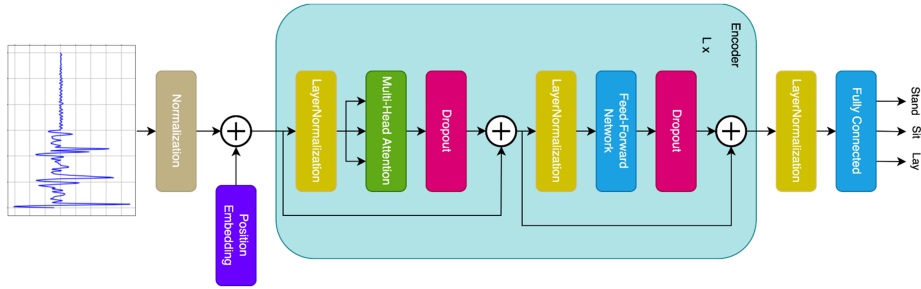 Normalization
Position
Embedding
Encoder
L x
LayerNormalization
Multi-Head Attention
Dropout
LayerNormalization
Feed-Forward
Network
Dropout
LayerNormalization
Fully Connected
Stand
Sit
Lay